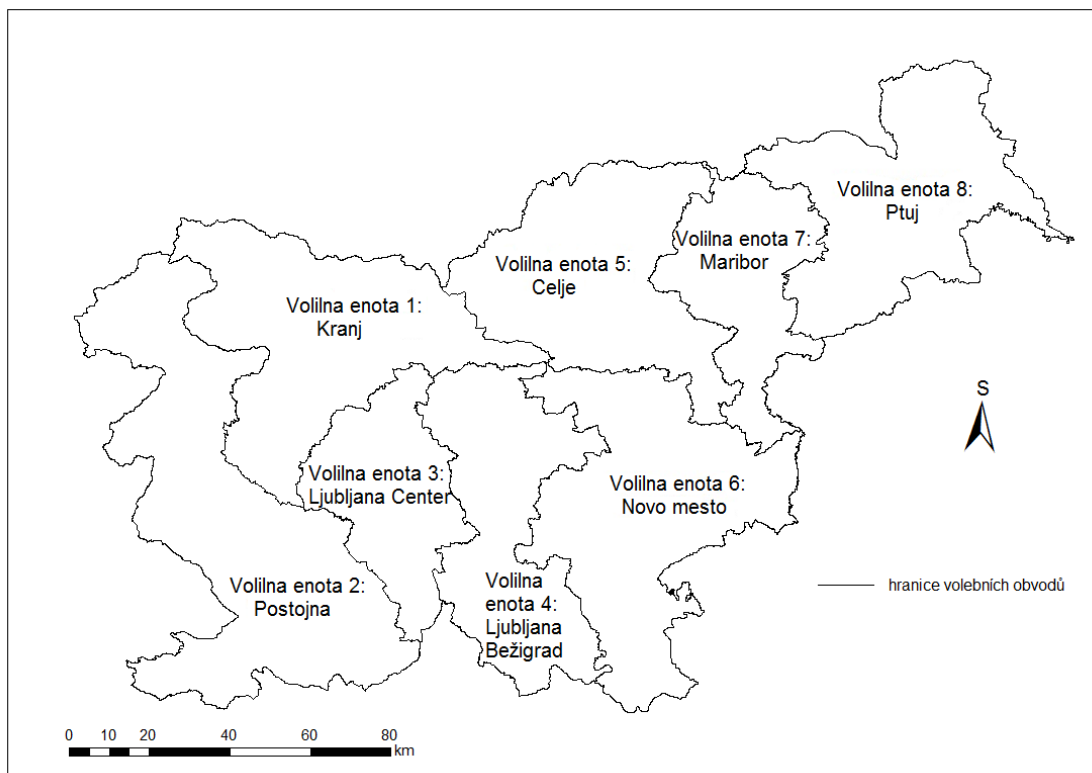 Volilna enota 8:
Ptuj
Volilna enota 7:
Maribor
Volilna enota 5:
Celje
Volilna enota 1:
Kranj
S
Volilna enota 3:
Ljubljana Center
Volilna enota 6:
Novo mesto
Volilna enota 2:
Postojna
Volilna
enota 4:
Ljubljana
Bežigrad
hranice volebních obvodů
0 10 20 40 60 80
km